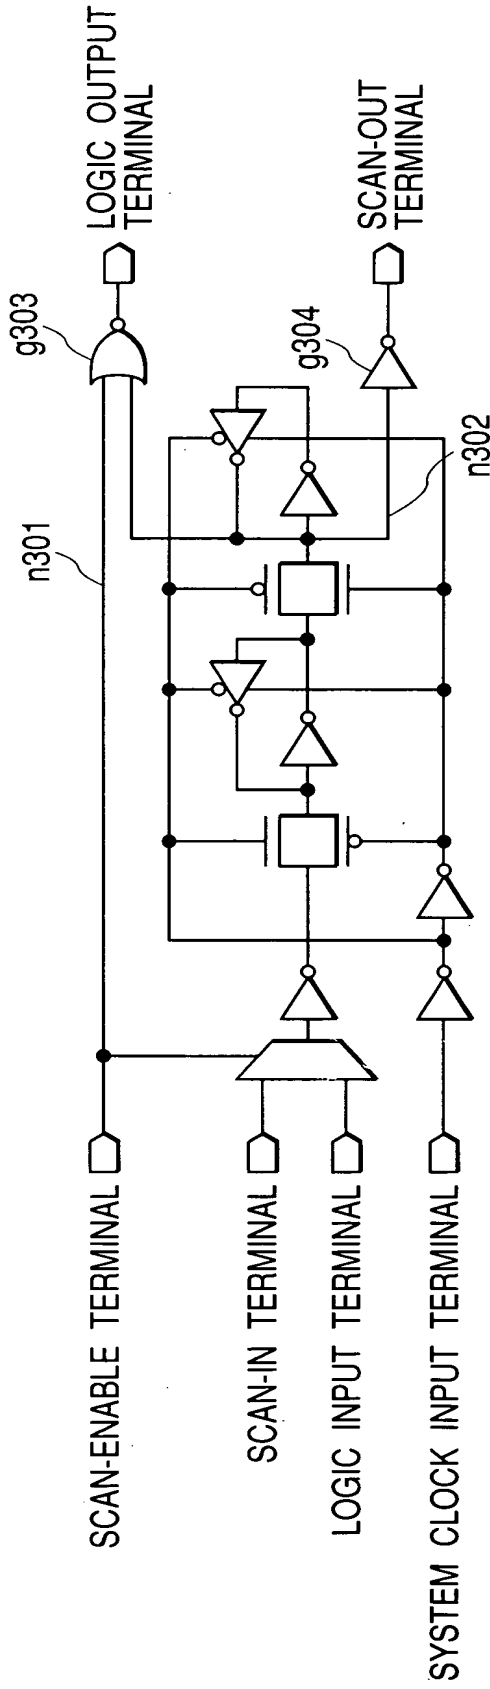 SCAN-ENABLE TERMINAL
SCAN-IN TERMINAL
LOGIC INPUT TERMINAL
SYSTEM CLOCK INPUT TERMINAL
n301
g303
LOGIC OUTPUT
TERMINAL
g304
n302
SCAN-OUT
TERMINAL